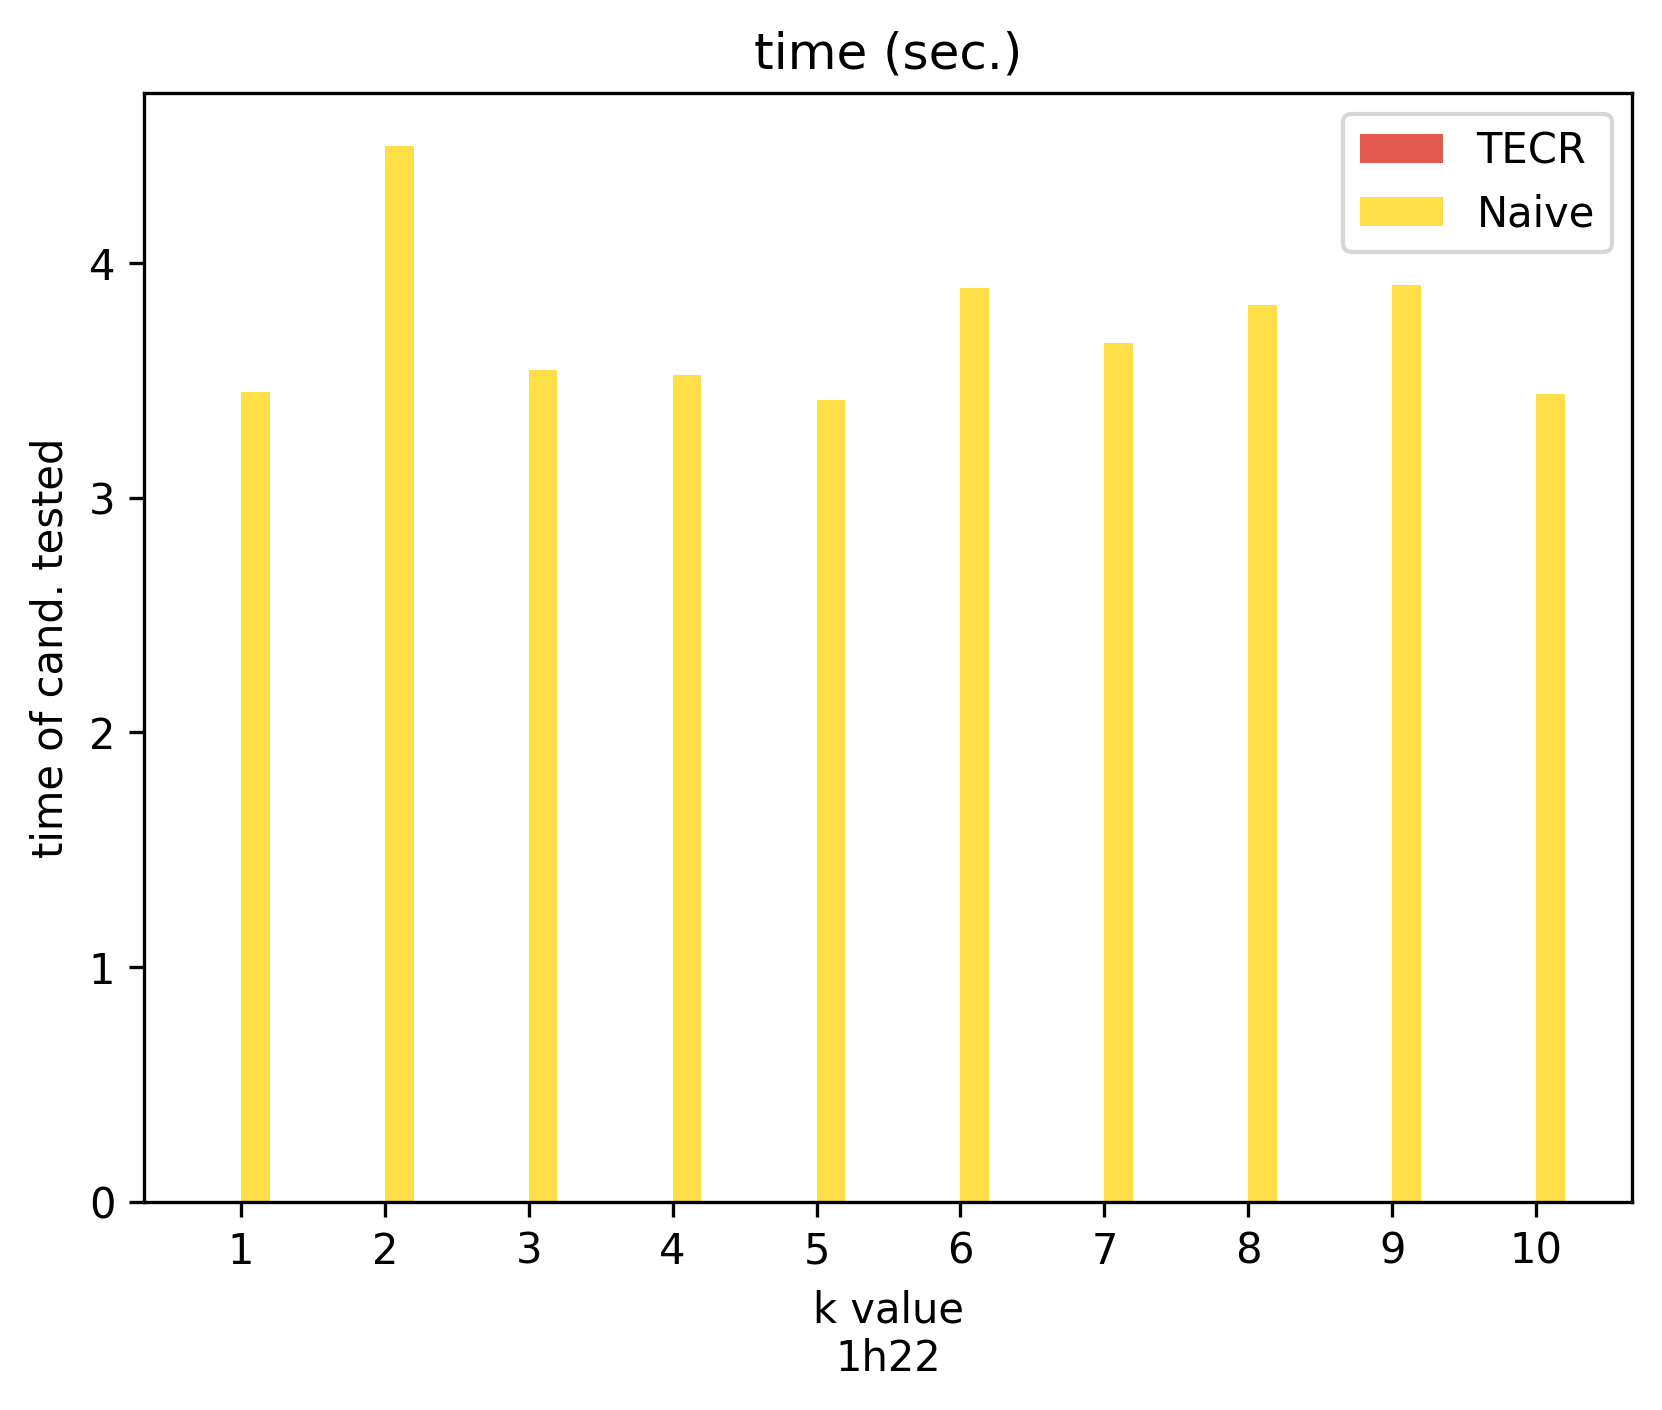 time (sec.)
TECR
Naive
time of cand. tested
4
3
2
1
0
1 2 3 4 5 6 7 8 9 10
k value
1h22